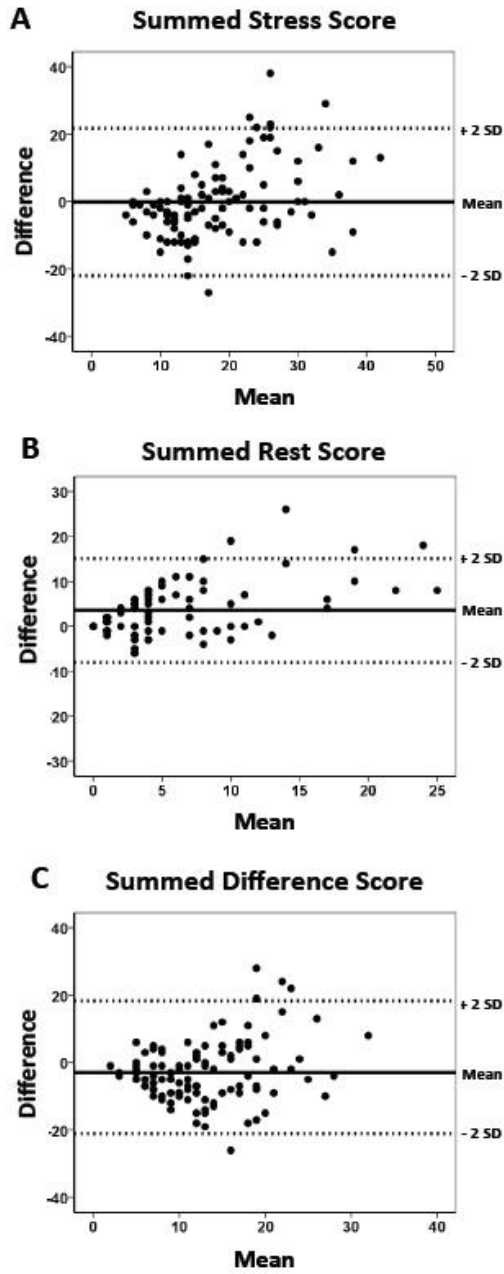 A
Summed Stress Score
Difference
40
20
0
-20
-40
+ 2 SD
Mean
- 2 SD
0 10 20 30 40 50
Mean
B
Summed Rest Score
Difference
30
20
10
0
-10
-20
-30
+ 2 SD
Mean
- 2 SD
0 5 10 15 20 25
Mean
C
Summed Difference Score
Difference
40
20
0
-20
-40
+ 2 SD
Mean
- 2 SD
0 10 20 30 40
Mean